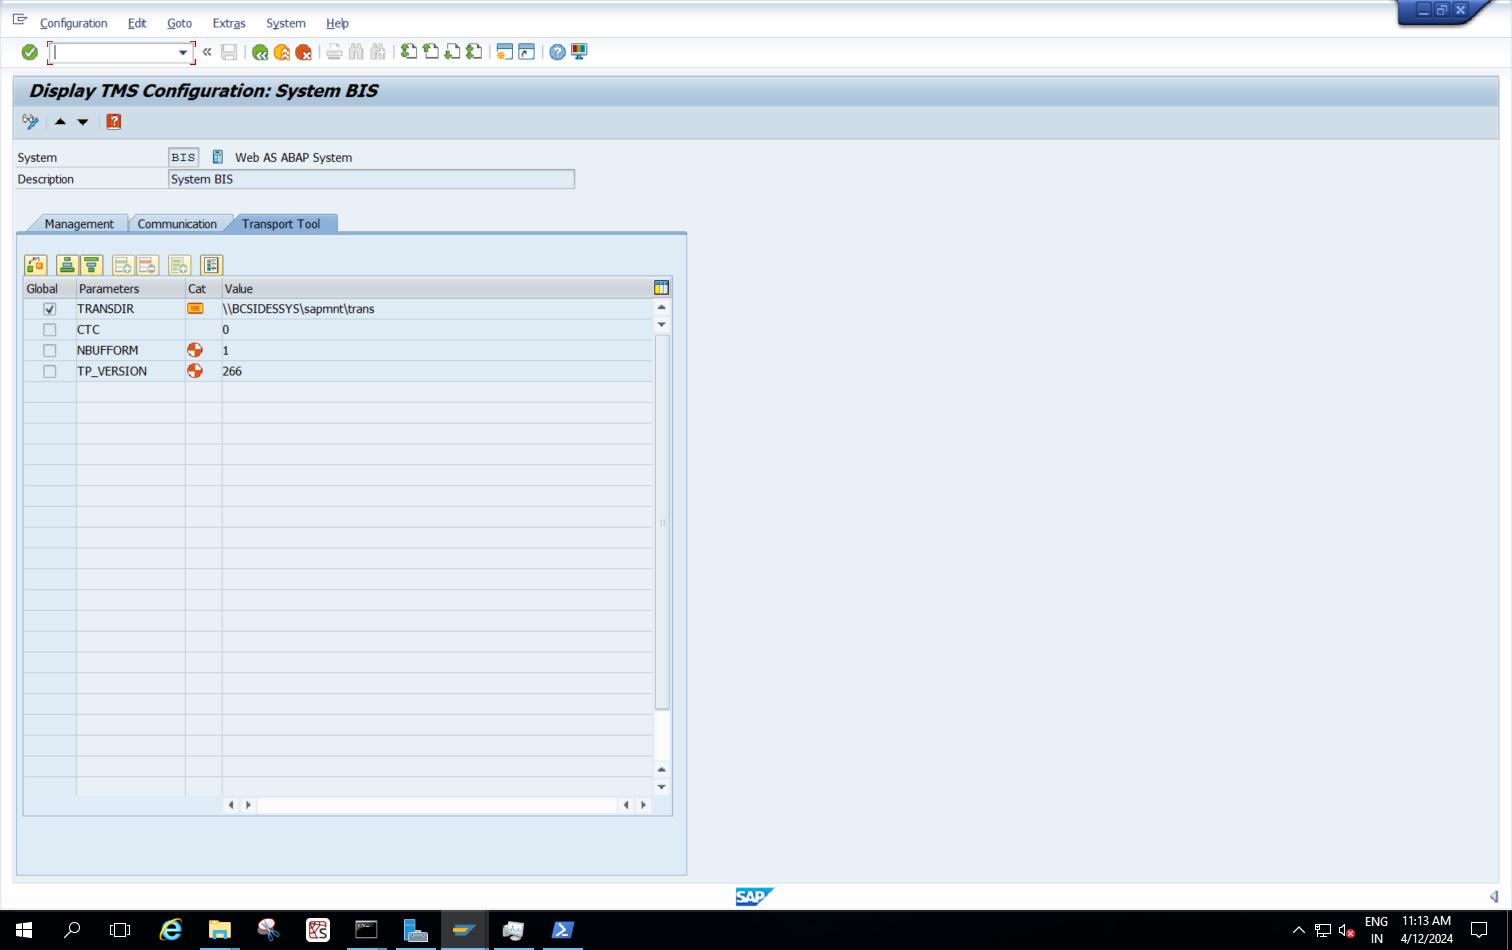 Configuration Edit Goto Extras System Help
Display TMS Configuration: System BIS
System BIS Web AS ABAP System
Description System BIS
Management Communication Transport Tool
Global Parameters Cat Value
TRANSDIR \\BCSIDESSYS\sapmnt\trans
CTC 0
NBUFFORM 1
TP_VERSION 266
SAP
ENG 11:13 AM
IN 4/12/2024